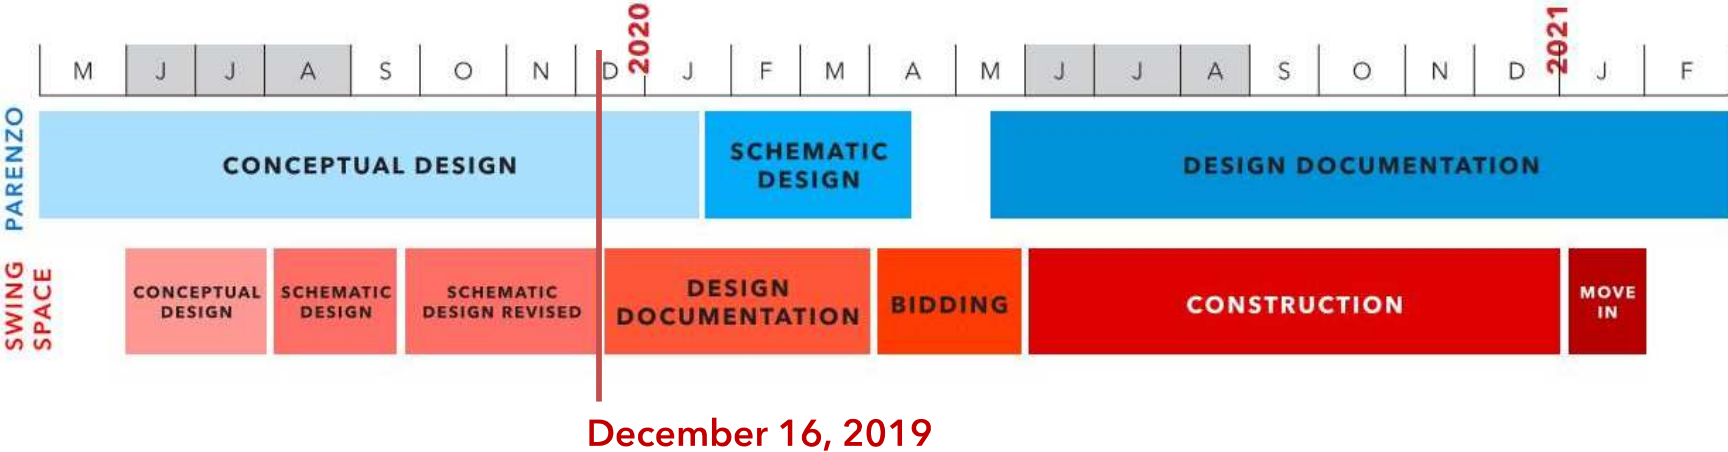 2020
2021
M J J A S O N D J F M A M J J A S O N D J F
PARENZO
CONCEPTUAL DESIGN
SCHEMATIC
DESIGN
DESIGN DOCUMENTATION
SWING
SPACE
CONCEPTUAL
DESIGN
SCHEMATIC
DESIGN
SCHEMATIC
DESIGN REVISED
DESIGN
DOCUMENTATION
BIDDING
CONSTRUCTION
MOVE
IN
December 16, 2019